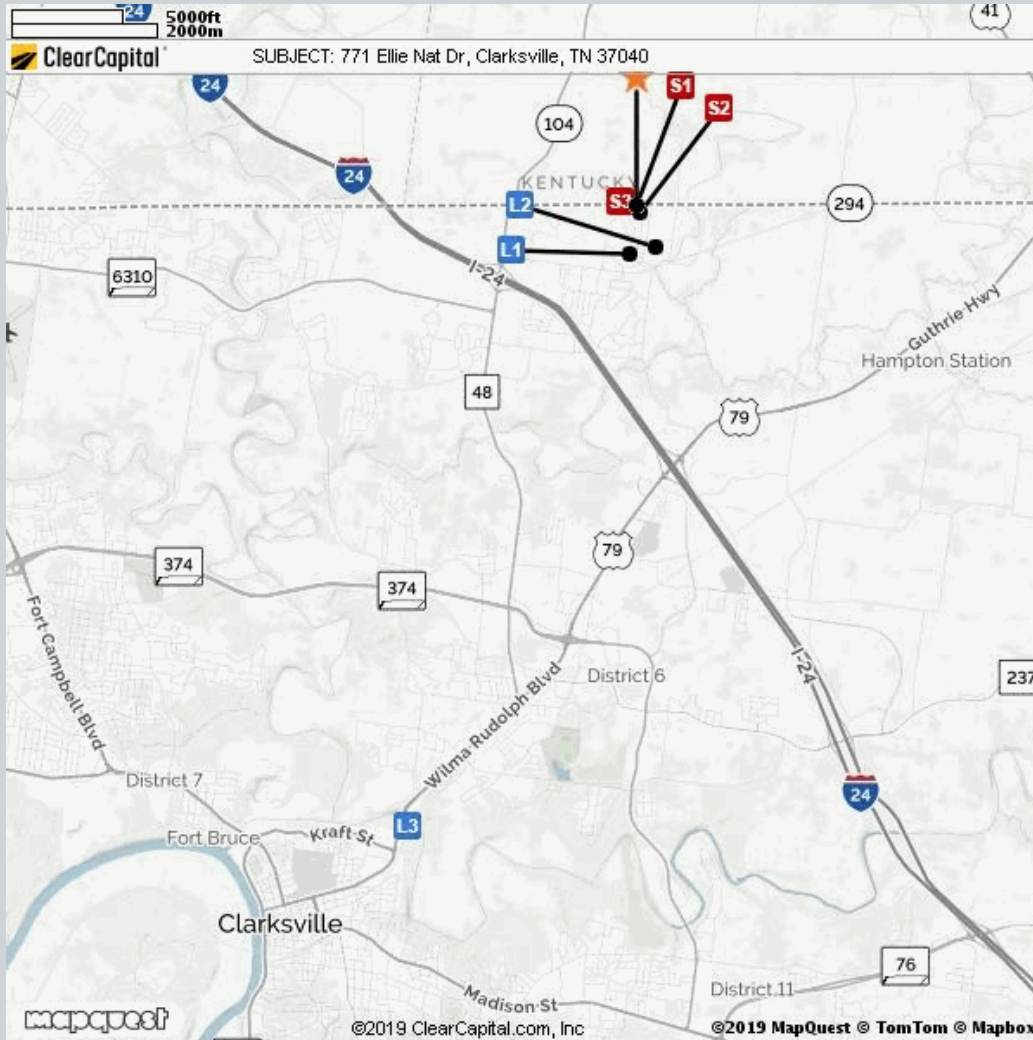 24
5000ft
2000m
41
ClearCapital
SUBJECT: 771 Ellie Nat Dr, Clarksville, TN 37040
24
S1
S2
104
24
KENTUCKY
L2
S3
294
L1
I-24
6310
Guthrie Hwy
Hampton Station
48
79
79
374
374
Fort Campbell Blvd
I-24
District 6
237
Wilma Rudolph Blvd
District 7
24
L3
Kraft St
Fort Bruce
Clarksville
76
District 11
Madison St
mapquest
©2019 ClearCapital.com, Inc
©2019 MapQuest © TomTom © Mapbox